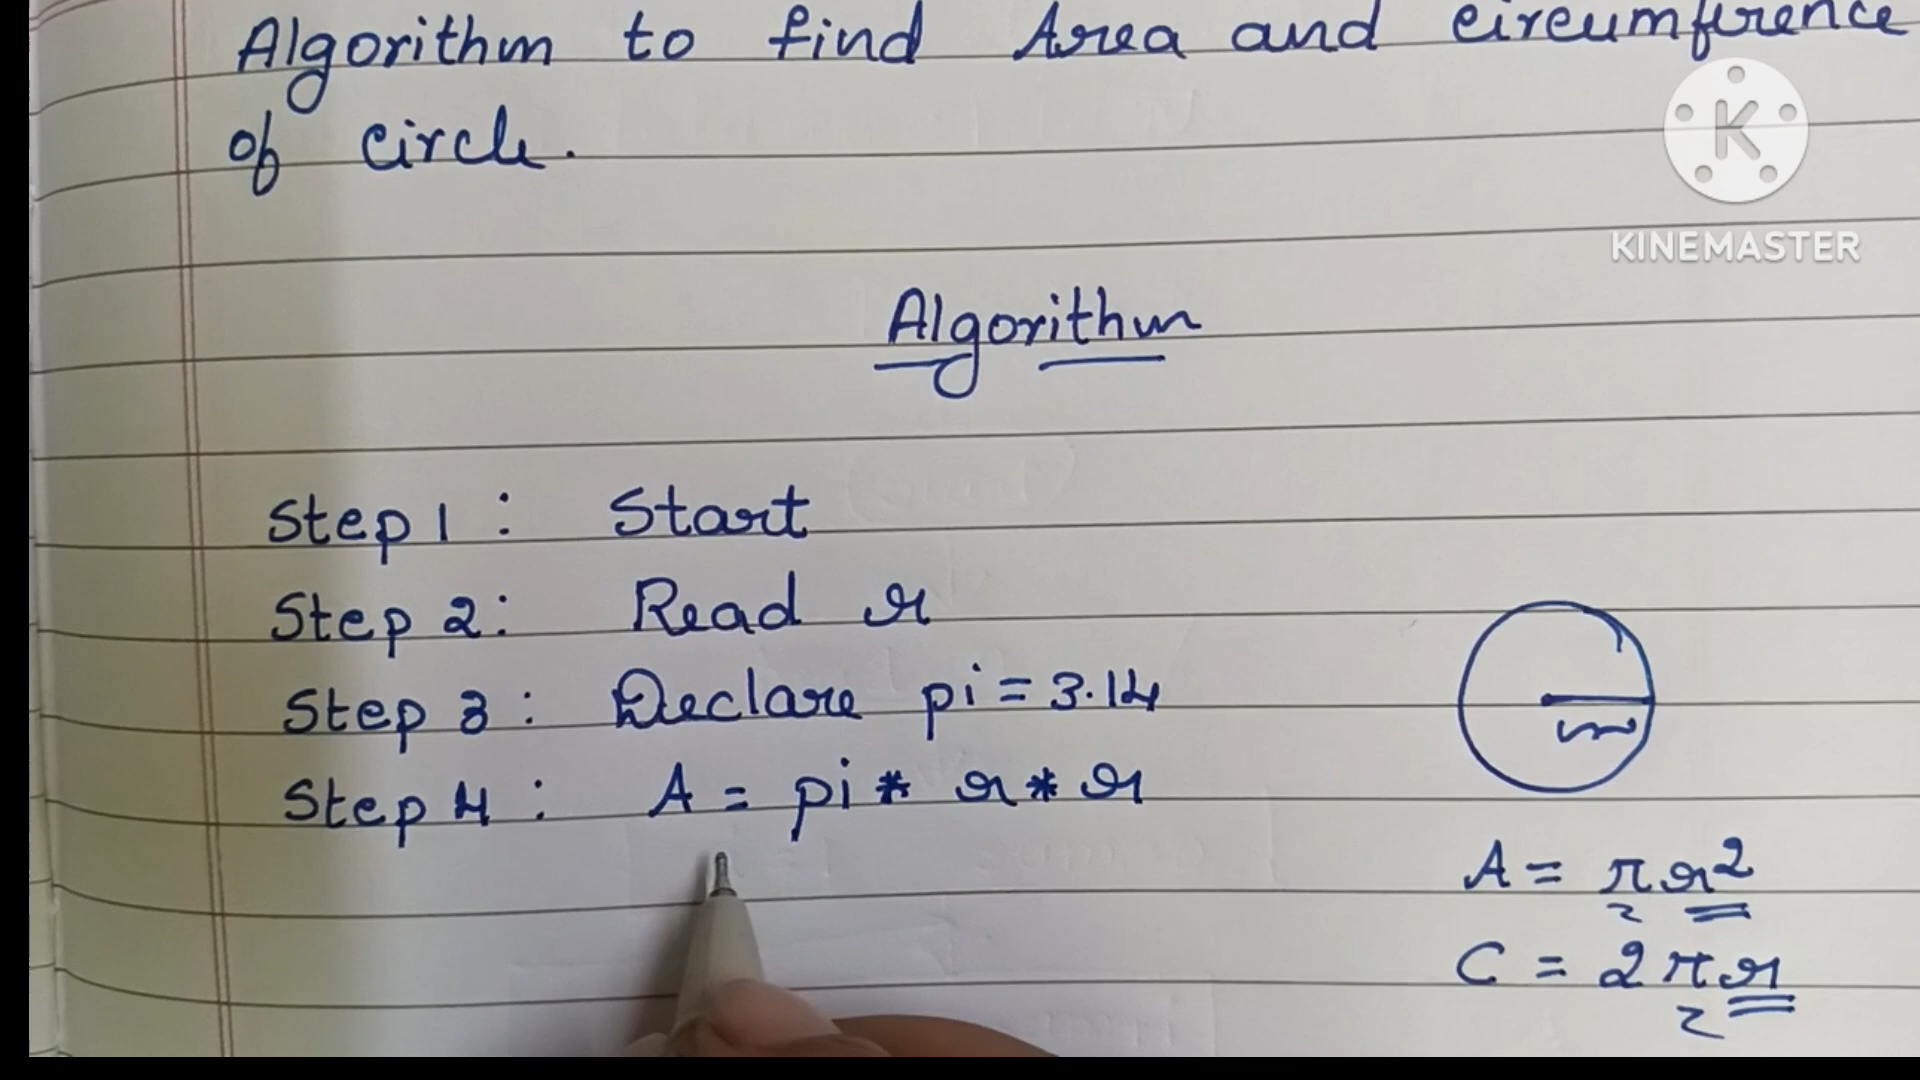 Algorithm to find Area and circumference
of circle.
K
KINEMASTER
Algorithm
Step 1 : Start
Step 2 : Read r
Step 3 : Declare pi = 3.14
Step 4 : A = pi * r * r
A = πr²
C = 2πr